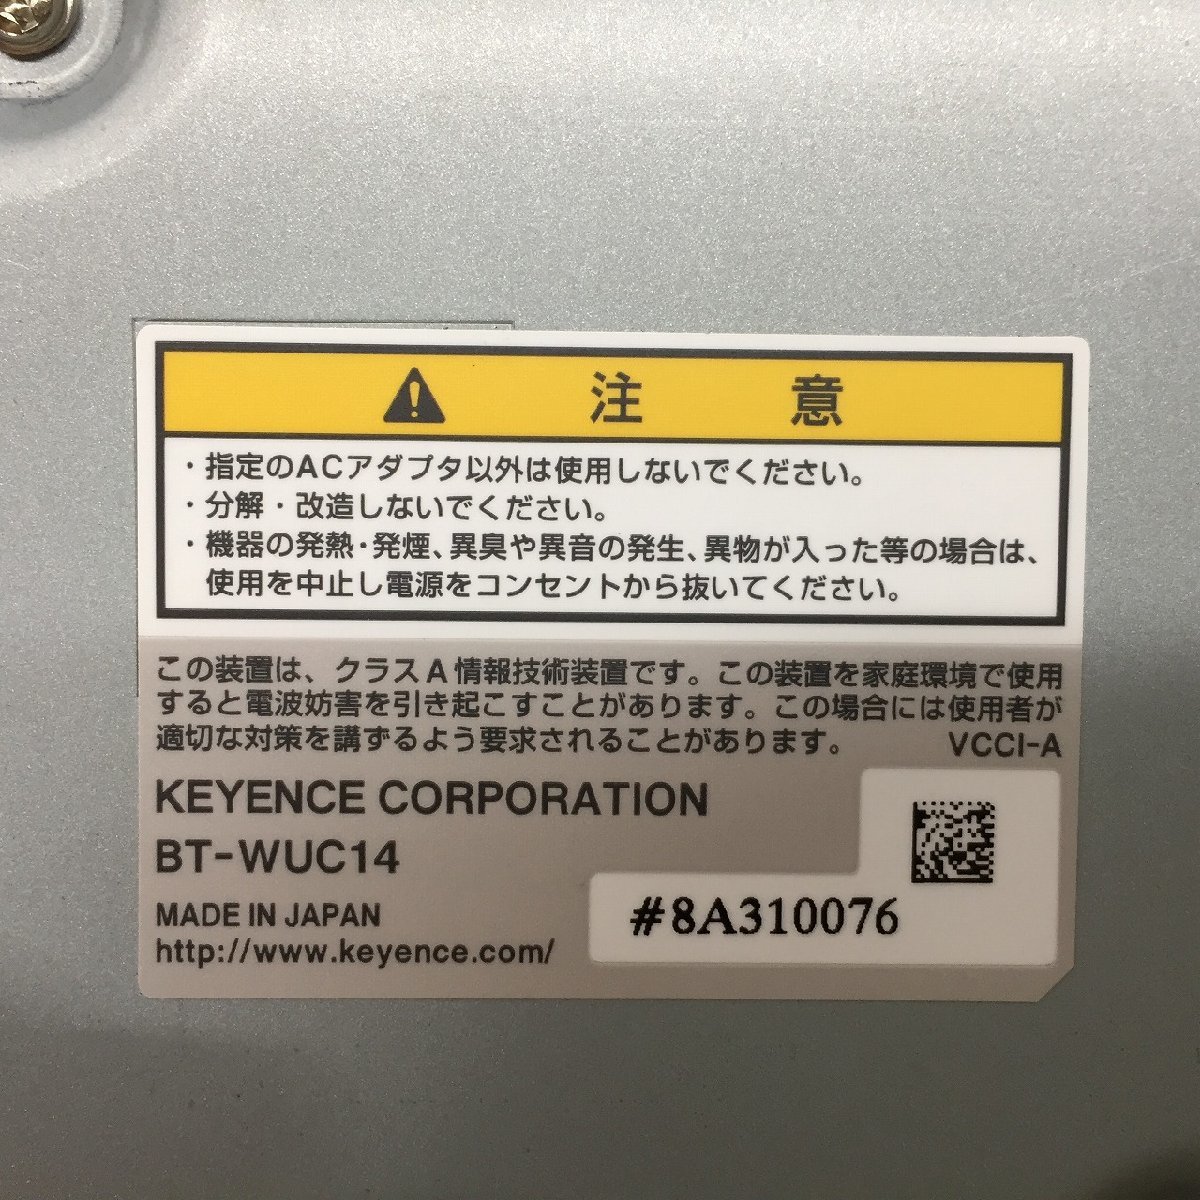 注意
・指定のACアダプタ以外は使用しないでください。
・分解・改造しないでください。
・機器の発熱・発煙、異臭や異音の発生、異物が入った等の場合は、
使用を中止し電源をコンセントから抜いてください。
この装置は、クラスA情報技術装置です。この装置を家庭環境で使用
すると電波妨害を引き起こすことがあります。この場合には使用者が
適切な対策を講ずるよう要求されることがあります。 VCCI-A
KEYENCE CORPORATION
BT-WUC14
MADE IN JAPAN
#8A310076
http://www.keyence.com/